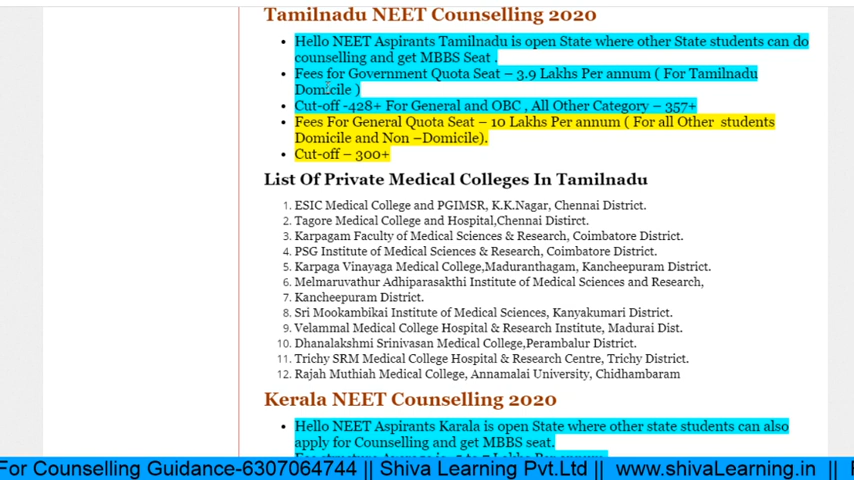 Tamilnadu NEET Counselling 2020
• Hello NEET Aspirants Tamilnadu is open State where other State students can do
counselling and get MBBS Seat .
• Fees for Government Quota Seat – 3.9 Lakhs Per annum ( For Tamilnadu
Domicile )
• Cut-off -428+ For General and OBC , All Other Category – 357+
• Fees For General Quota Seat – 10 Lakhs Per annum ( For all Other students
Domicile and Non –Domicile).
• Cut-off – 300+
List Of Private Medical Colleges In Tamilnadu
1. ESIC Medical College and PGIMSR, K.K.Nagar, Chennai District.
2. Tagore Medical College and Hospital,Chennai Distirct.
3. Karpagam Faculty of Medical Sciences & Research, Coimbatore District.
4. PSG Institute of Medical Sciences & Research, Coimbatore District.
5. Karpaga Vinayaga Medical College,Maduranthagam, Kancheepuram District.
6. Melmaruvathur Adhiparasakthi Institute of Medical Sciences and Research,
7. Kancheepuram District.
8. Sri Mookambikai Institute of Medical Sciences, Kanyakumari District.
9. Velammal Medical College Hospital & Research Institute, Madurai Dist.
10. Dhanalakshmi Srinivasan Medical College,Perambalur District.
11. Trichy SRM Medical College Hospital & Research Centre, Trichy District.
12. Rajah Muthiah Medical College, Annamalai University, Chidhambaram
Kerala NEET Counselling 2020
• Hello NEET Aspirants Karala is open State where other state students can also
apply for Counselling and get MBBS seat.
For Counselling Guidance-6307064744 || Shiva Learning Pvt.Ltd || www.shivaLearning.in ||